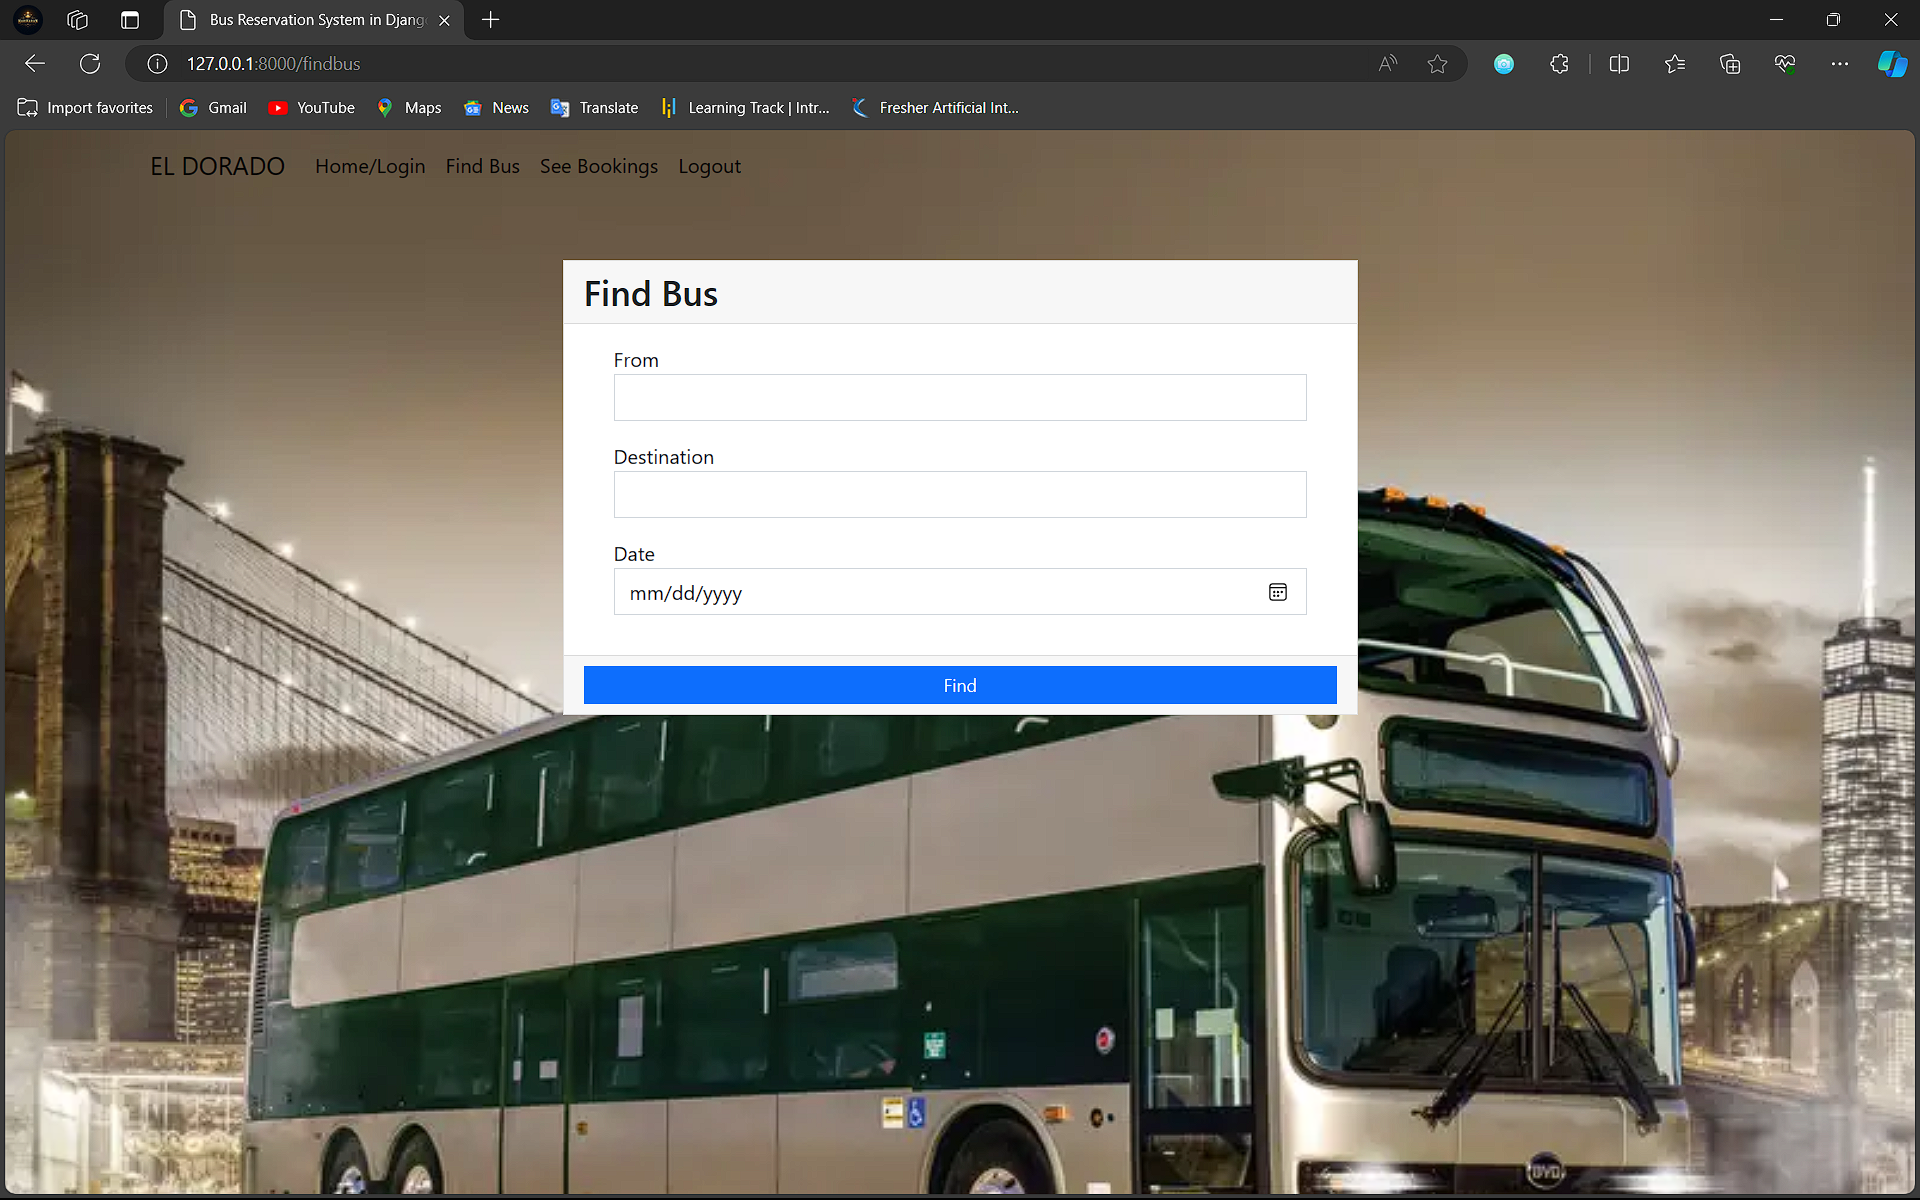 Bus Reservation System in Djang
127.0.0.1:8000/findbus
Import favorites
Gmail
YouTube
Maps
News
Translate
Learning Track | Intr...
Fresher Artificial Int...
EL DORADO
Home/Login
Find Bus
See Bookings
Logout
Find Bus
From
Destination
Date
mm/dd/yyyy
Find
BYD